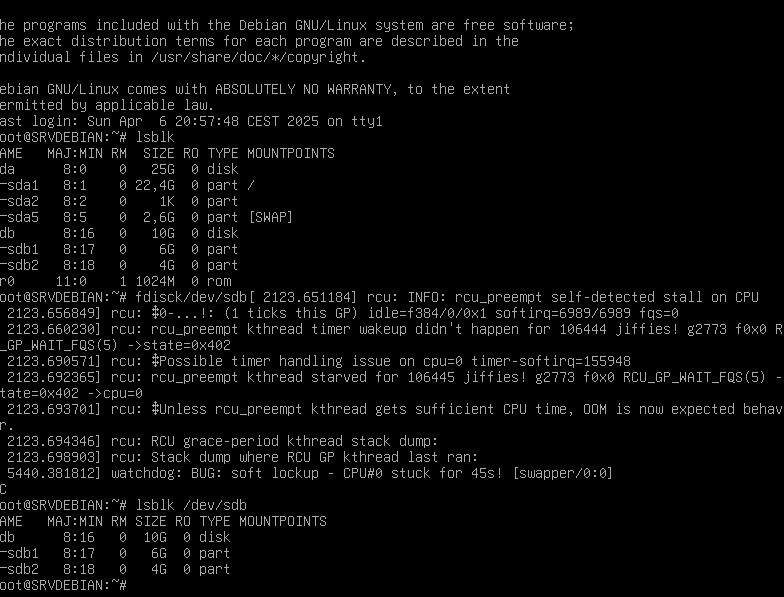 he programs included with the Debian GNU/Linux system are free software;
he exact distribution terms for each program are described in the
ndividual files in /usr/share/doc/*/copyright.
ebian GNU/Linux comes with ABSOLUTELY NO WARRANTY, to the extent
ermitted by applicable law.
ast login: Sun Apr  6 20:57:48 CEST 2025 on tty1
oot@SRVDEBIAN:~# lsblk
AME   MAJ:MIN RM  SIZE RO TYPE MOUNTPOINTS
da      8:0    0   25G  0 disk
─sda1   8:1    0 22,4G  0 part /
─sda2   8:2    0    1K  0 part
─sda5   8:5    0  2,6G  0 part [SWAP]
db      8:16   0   10G  0 disk
─sdb1   8:17   0    6G  0 part
─sdb2   8:18   0    4G  0 part
r0     11:0    1 1024M  0 rom
oot@SRVDEBIAN:~# fdisck/dev/sdb[ 2123.651184] rcu: INFO: rcu_preempt self-detected stall on CPU
 2123.656849] rcu: ‡0-...!: (1 ticks this GP) idle=f384/0/0x1 softirq=6989/6989 fqs=0
 2123.660230] rcu: rcu_preempt kthread timer wakeup didn't happen for 106444 jiffies! g2773 f0x0 R
_GP_WAIT_FQS(5) ->state=0x402
 2123.690571] rcu: ‡Possible timer handling issue on cpu=0 timer-softirq=155948
 2123.692365] rcu: rcu_preempt kthread starved for 106445 jiffies! g2773 f0x0 RCU_GP_WAIT_FQS(5) -
tate=0x402 ->cpu=0
 2123.693701] rcu: ‡Unless rcu_preempt kthread gets sufficient CPU time, OOM is now expected behav
r.
 2123.694346] rcu: RCU grace-period kthread stack dump:
 2123.698903] rcu: Stack dump where RCU GP kthread last ran:
 5440.381812] watchdog: BUG: soft lockup - CPU#0 stuck for 45s! [swapper/0:0]
C
oot@SRVDEBIAN:~# lsblk /dev/sdb
AME   MAJ:MIN RM SIZE RO TYPE MOUNTPOINTS
db      8:16   0  10G  0 disk
─sdb1   8:17   0   6G  0 part
─sdb2   8:18   0   4G  0 part
oot@SRVDEBIAN:~#